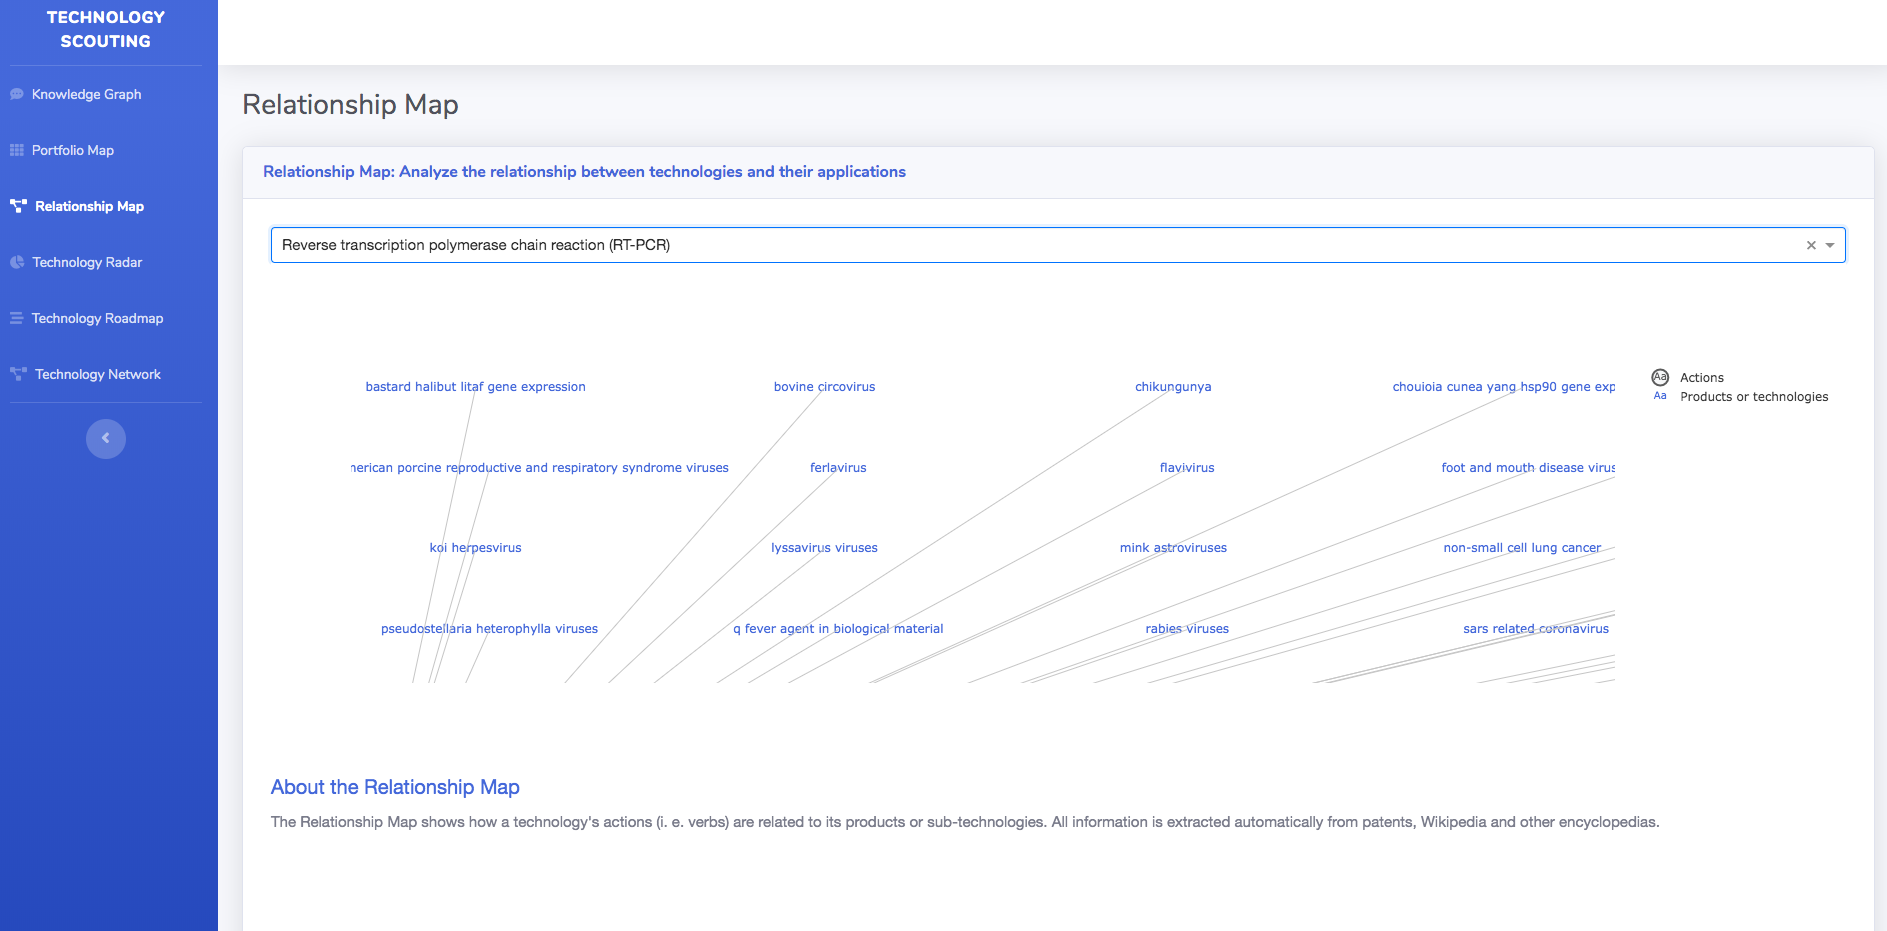 TECHNOLOGY
SCOUTING
Knowledge Graph
Portfolio Map
Relationship Map
Technology Radar
Technology Roadmap
Technology Network
Relationship Map
Relationship Map: Analyze the relationship between technologies and their applications
Reverse transcription polymerase chain reaction (RT-PCR)
bastard halibut litaf gene expression
bovine circovirus
chikungunya
chouioia cunea yang hsp90 gene exp
Aa Actions
Aa Products or technologies
nerican porcine reproductive and respiratory syndrome viruses
ferlavirus
flavivirus
foot and mouth disease virus
koi herpesvirus
lyssavirus viruses
mink astroviruses
non-small cell lung cancer
pseudostellaria heterophylla viruses
q fever agent in biological material
rabies viruses
sars related coronavirus
About the Relationship Map
The Relationship Map shows how a technology's actions (i. e. verbs) are related to its products or sub-technologies. All information is extracted automatically from patents, Wikipedia and other encyclopedias.